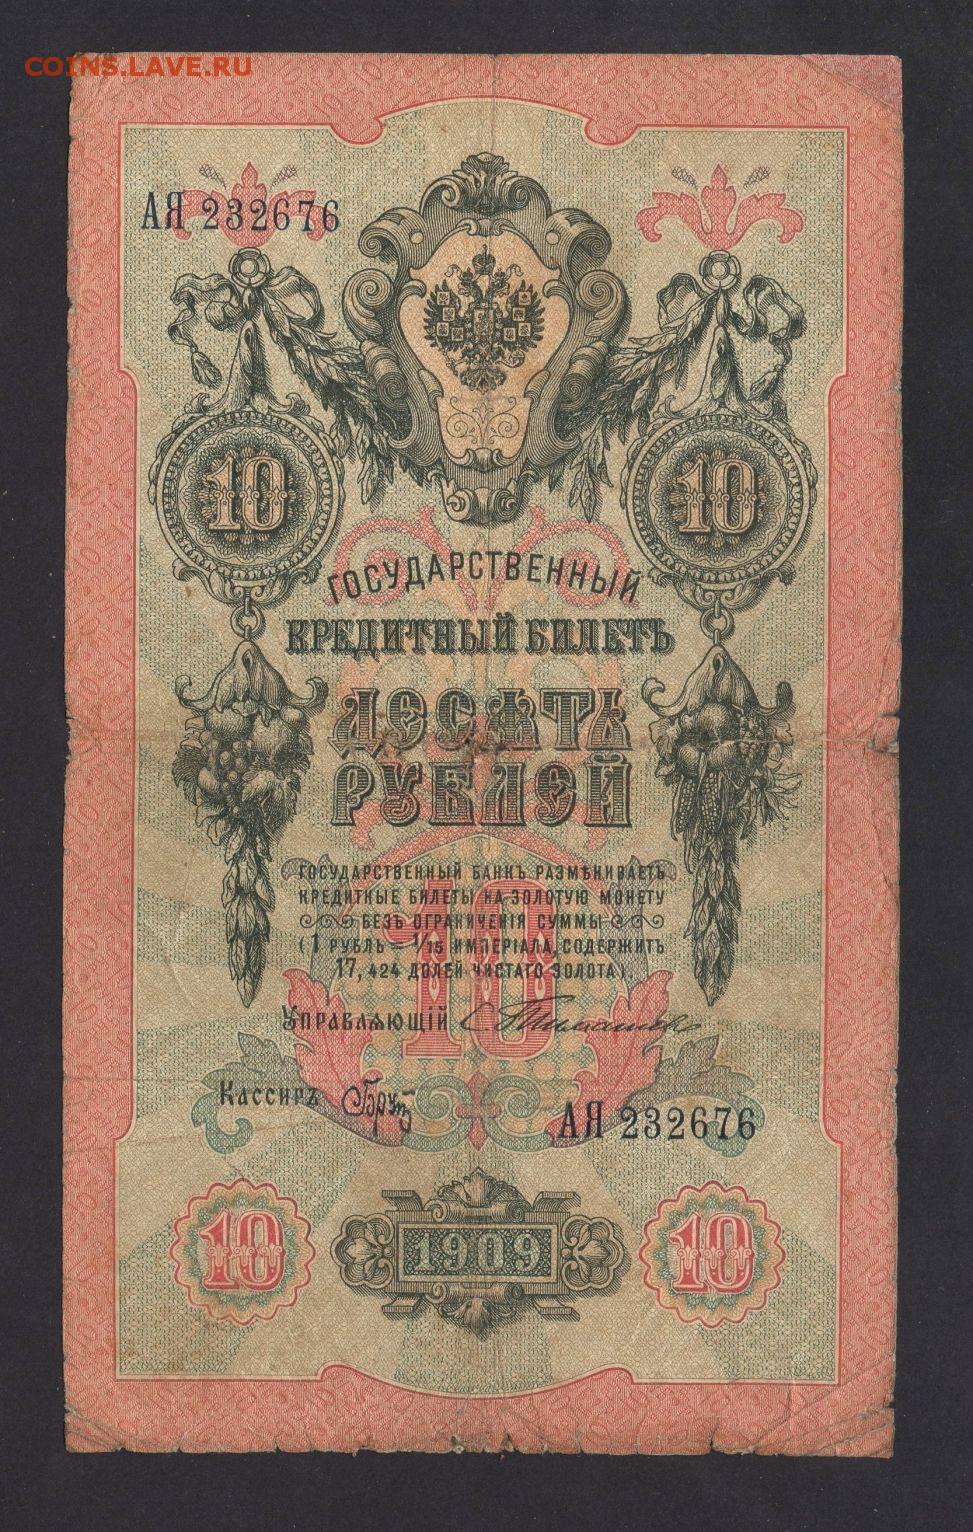 COINS.LAVE.RU
АЯ 232676
10 10
ГОСУДАРСТВЕННЫЙ
КРЕДИТНЫЙ БИЛЕТЪ
ДЕСЯТЬ
РУБЛЕЙ
ГОСУДАРСТВЕННЫЙ БАНКЪ РАЗМѢНИВАЕТЪ
КРЕДИТНЫЕ БИЛЕТЫ НА ЗОЛОТУЮ МОНЕТУ
БЕЗЪ ОГРАНИЧЕНІЯ СУММЫ
(1 РУБЛЬ = 1/15 ИМПЕРІАЛА, СОДЕРЖИТЪ
17,424 ДОЛЕЙ ЧИСТАГО ЗОЛОТА).
10
УПРАВЛЯЮЩІЙ
КАССИРЪ
АЯ 232676
10 1909 10